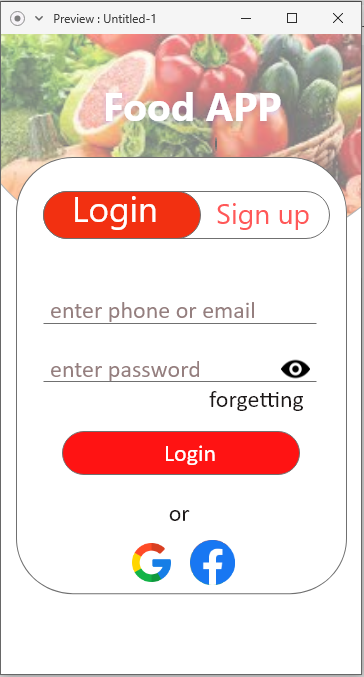 Preview : Untitled-1
Food APP
Login Sign up
enter phone or email
enter password
forgetting
Login
or